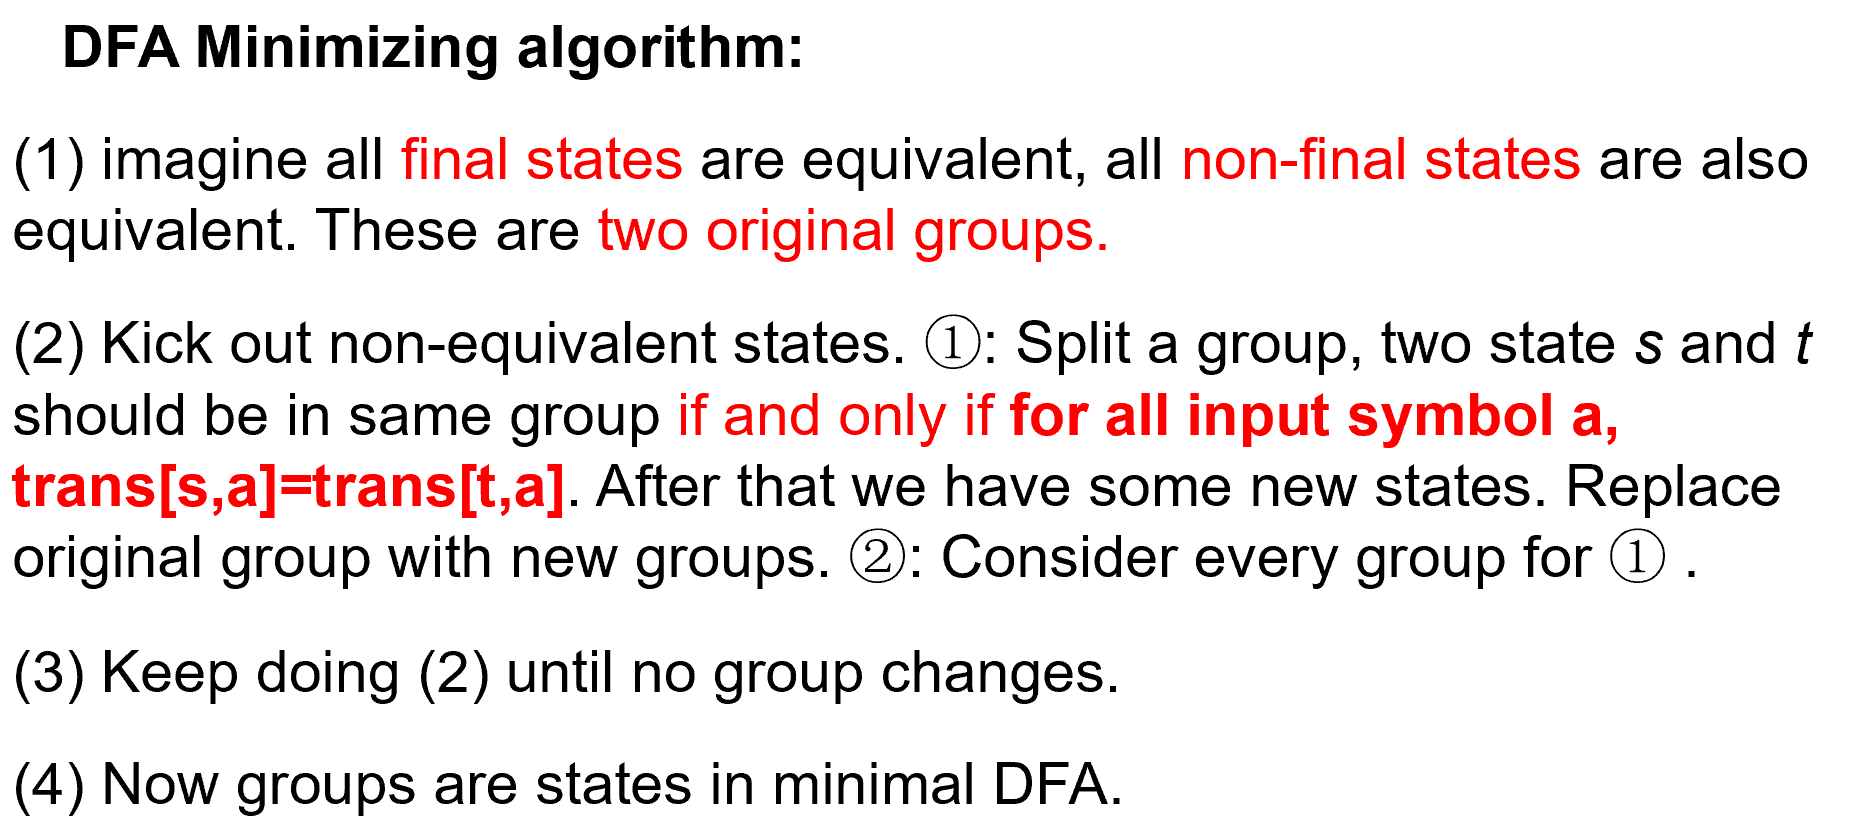 DFA Minimizing algorithm:
(1) imagine all final states are equivalent, all non-final states are also
equivalent. These are two original groups.
(2) Kick out non-equivalent states. ①: Split a group, two state s and t
should be in same group if and only if for all input symbol a,
trans[s,a]=trans[t,a]. After that we have some new states. Replace
original group with new groups. ②: Consider every group for ① .
(3) Keep doing (2) until no group changes.
(4) Now groups are states in minimal DFA.